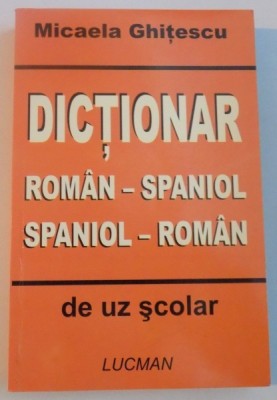 Micaela Ghițescu
DICȚIONAR
ROMÂN – SPANIOL
SPANIOL – ROMÂN
de uz şcolar
LUCMAN